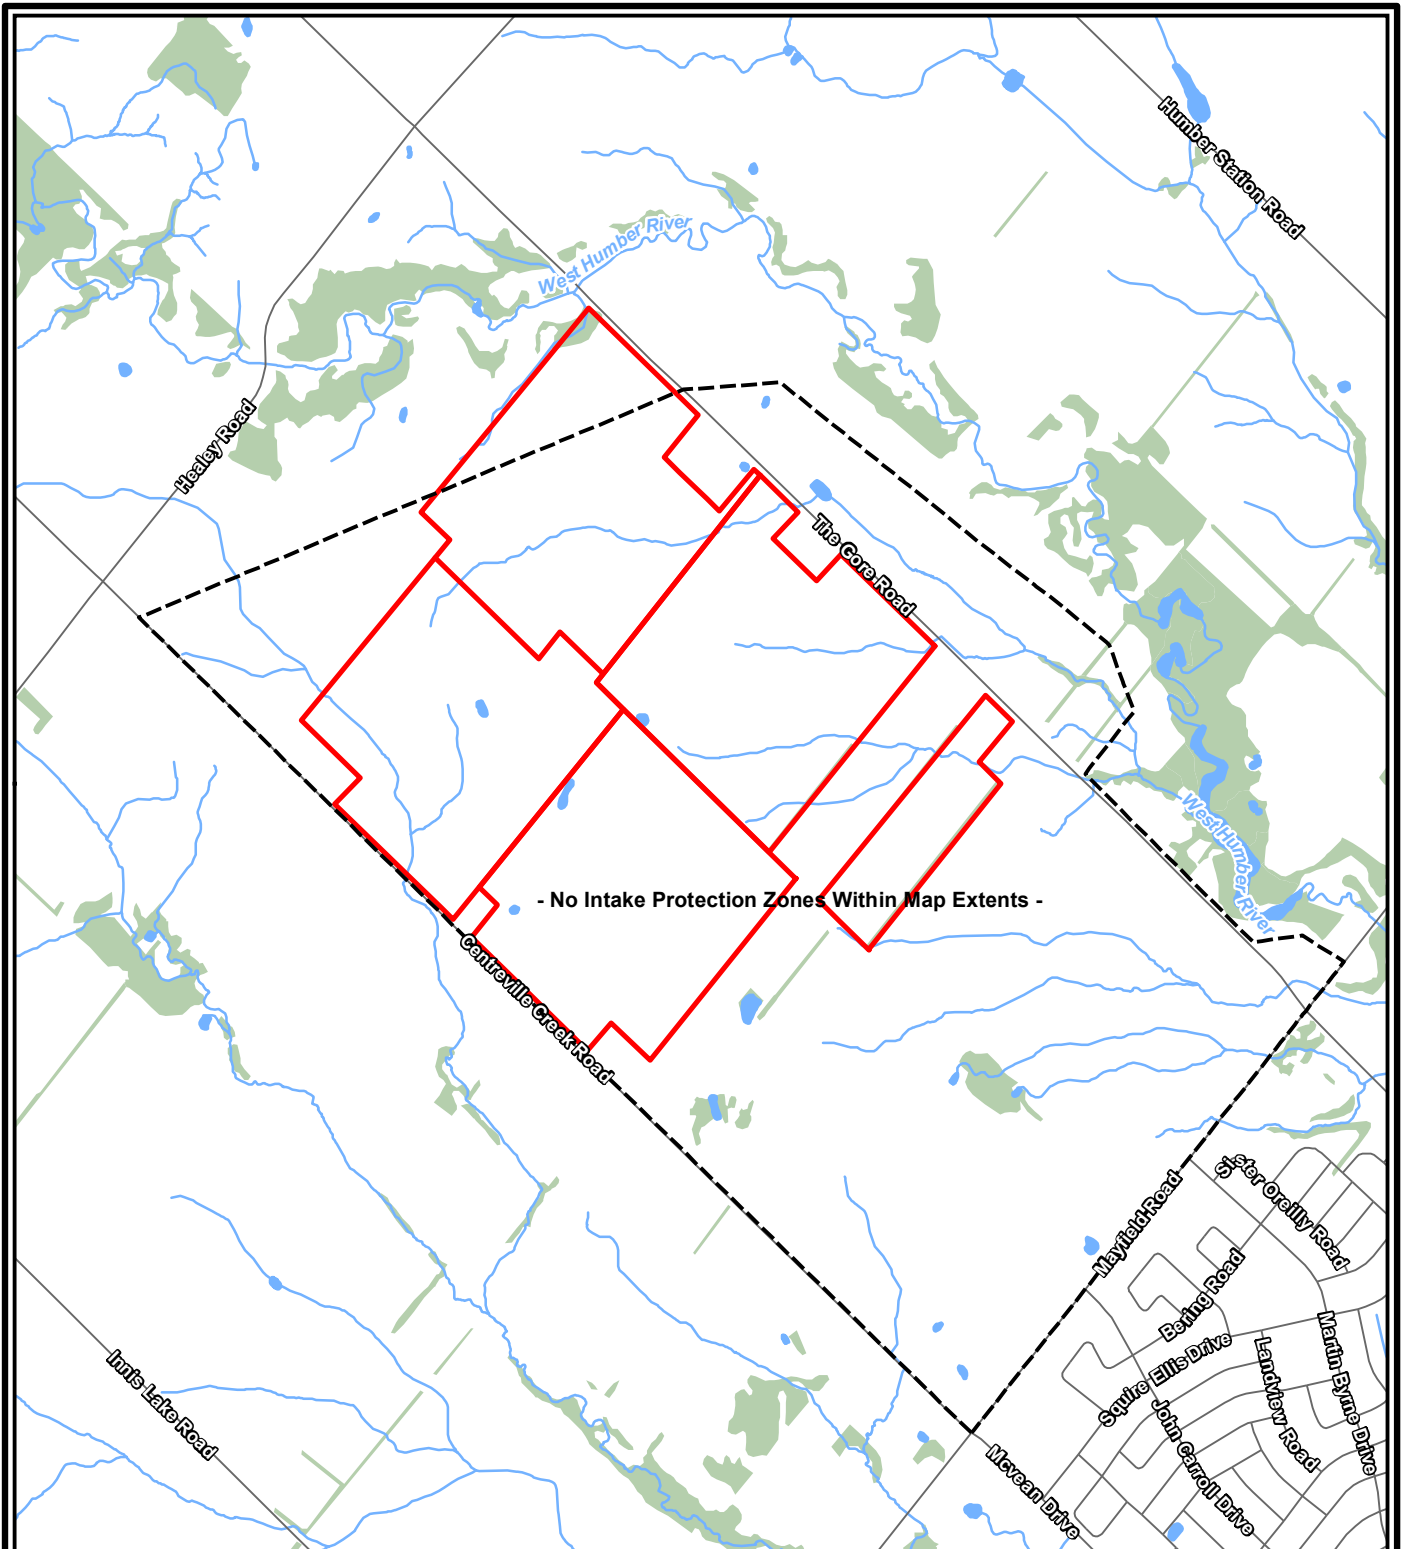 Humber Station Road
West Humber River
Healey Road
The Gore Road
West Humber River
- No Intake Protection Zones Within Map Extents -
Centreville Creek Road
Sister Oreilly Road
Mayfield Road
Bering Road
Squire Ellis Drive
Landview Road
Martin Byrne Drive
John Carroll Drive
Innis Lake Road
Mcvean Drive